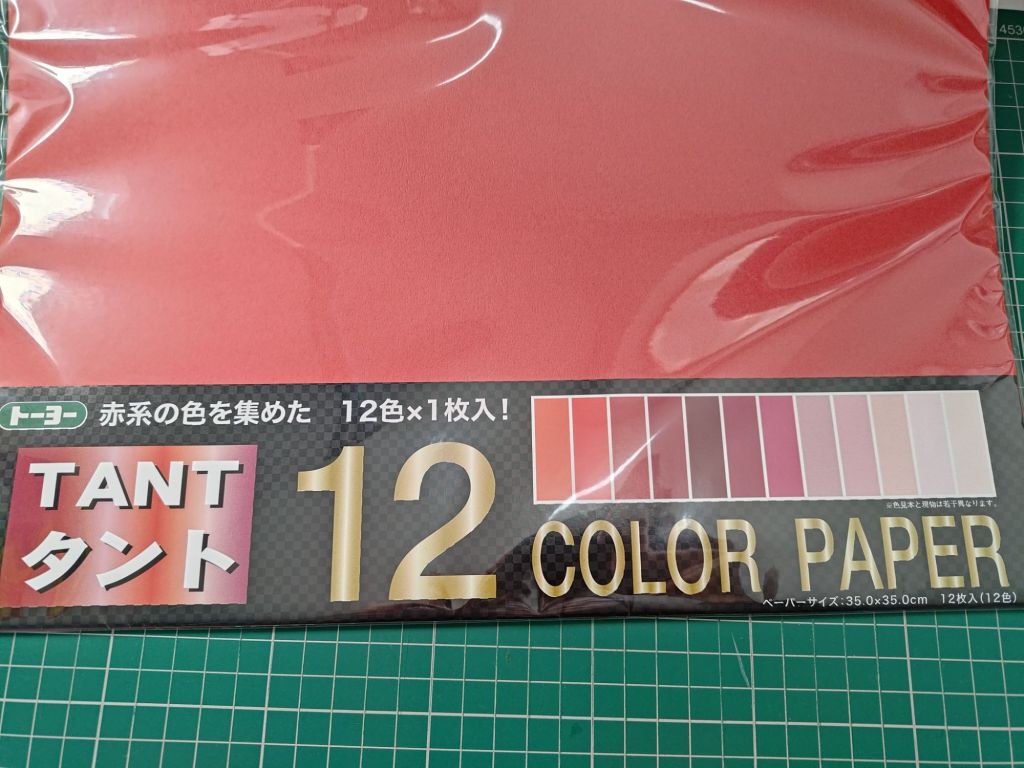 トーヨー 赤系の色を集めた 12色×1枚入!
TANT
タント
12
※色見本と現物は若干異なります。
COLOR PAPER
ペーパーサイズ:35.0×35.0cm 12枚入(12色)